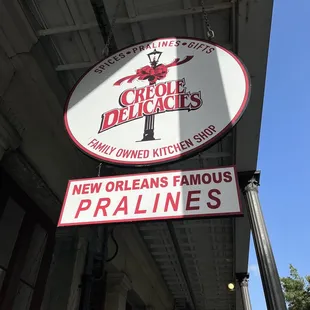 SPICES • PRALINES • GIFTS
CREOLE
DELICACIES
FAMILY OWNED KITCHEN SHOP
NEW ORLEANS FAMOUS
PRALINES